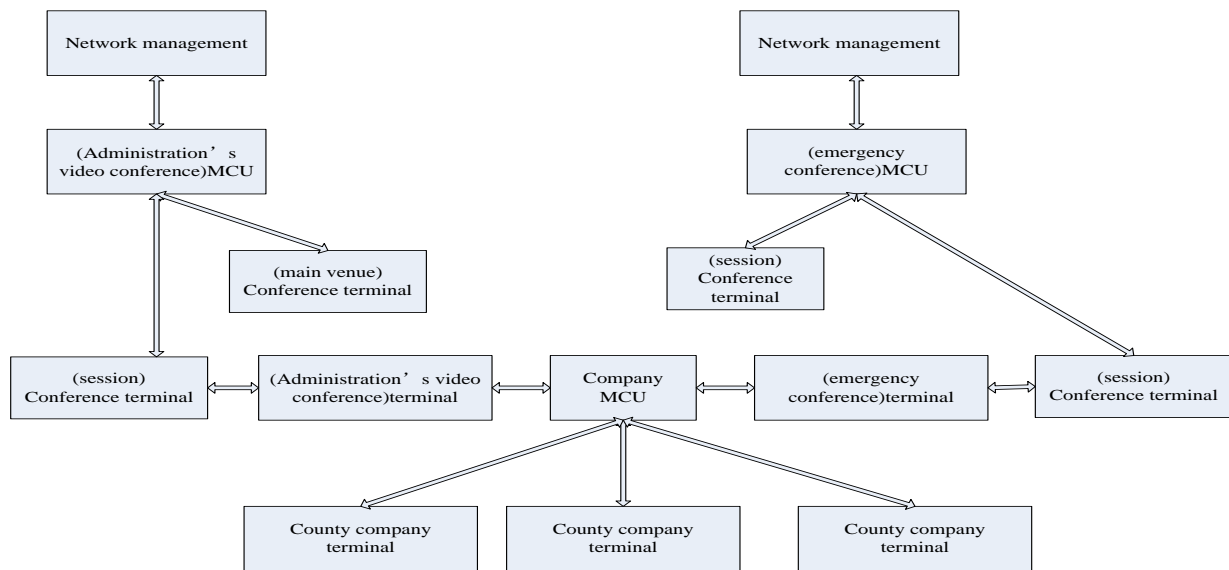 Network management
Network management
(Administration’s
video conference)MCU
(emergency
conference)MCU
(main venue)
Conference terminal
(session)
Conference
terminal
(session)
Conference terminal
(Administration’s video
conference)terminal
Company
MCU
(emergency
conference)terminal
(session)
Conference terminal
County company
terminal
County company
terminal
County company
terminal